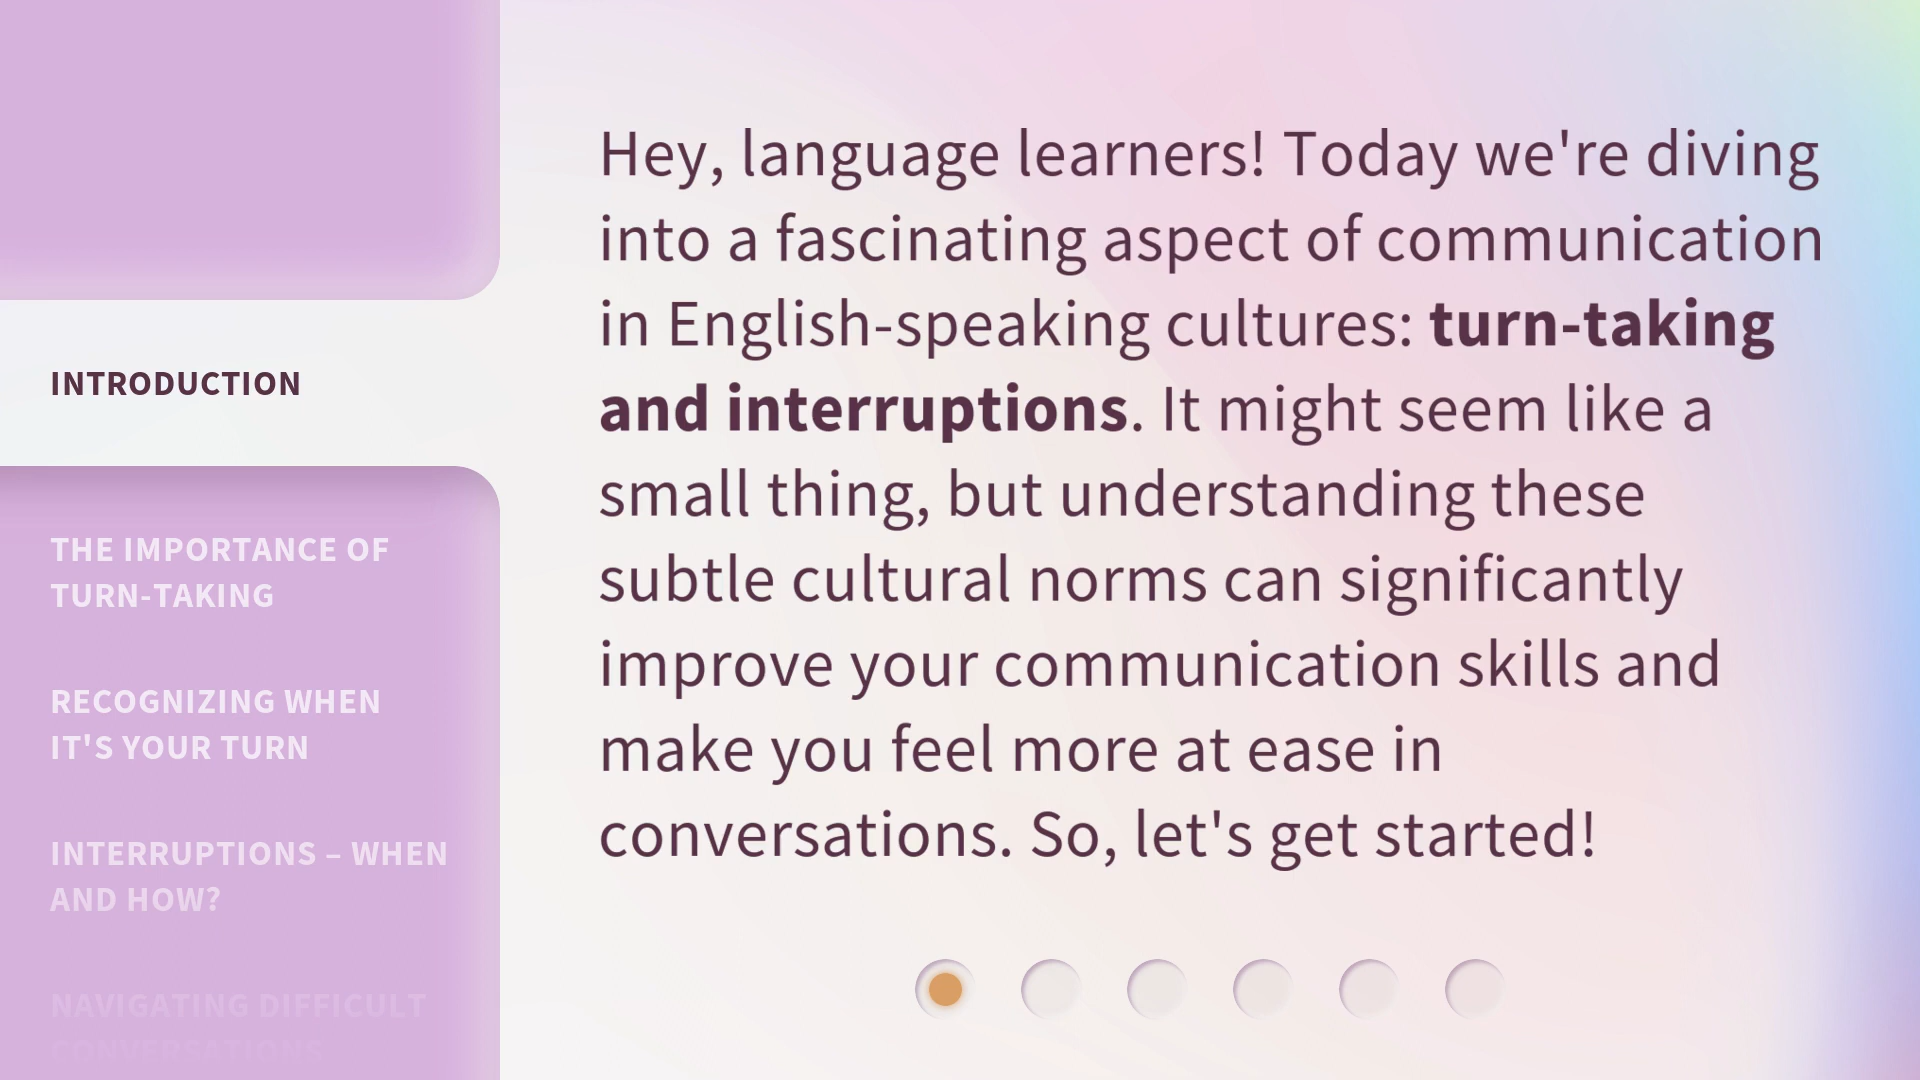 INTRODUCTION
THE IMPORTANCE OF
TURN-TAKING
RECOGNIZING WHEN
IT'S YOUR TURN
INTERRUPTIONS – WHEN
AND HOW?
NAVIGATING DIFFICULT
CONVERSATIONS
Hey, language learners! Today we're diving
into a fascinating aspect of communication
in English-speaking cultures: turn-taking
and interruptions. It might seem like a
small thing, but understanding these
subtle cultural norms can significantly
improve your communication skills and
make you feel more at ease in
conversations. So, let's get started!